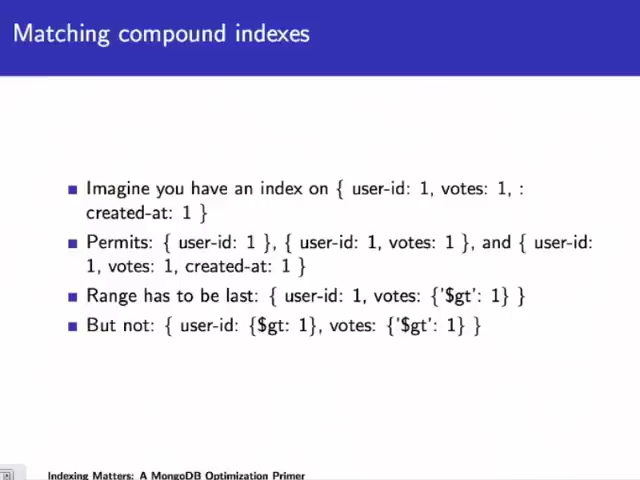 Matching compound indexes
Imagine you have an index on { user-id: 1, votes: 1, :
created-at: 1 }
Permits: { user-id: 1 }, { user-id: 1, votes: 1 }, and { user-id:
1, votes: 1, created-at: 1 }
Range has to be last: { user-id: 1, votes: {'$gt': 1} }
But not: { user-id: {$gt: 1}, votes: {'$gt': 1} }
Indexing Matters: A MongoDB Optimization Primer